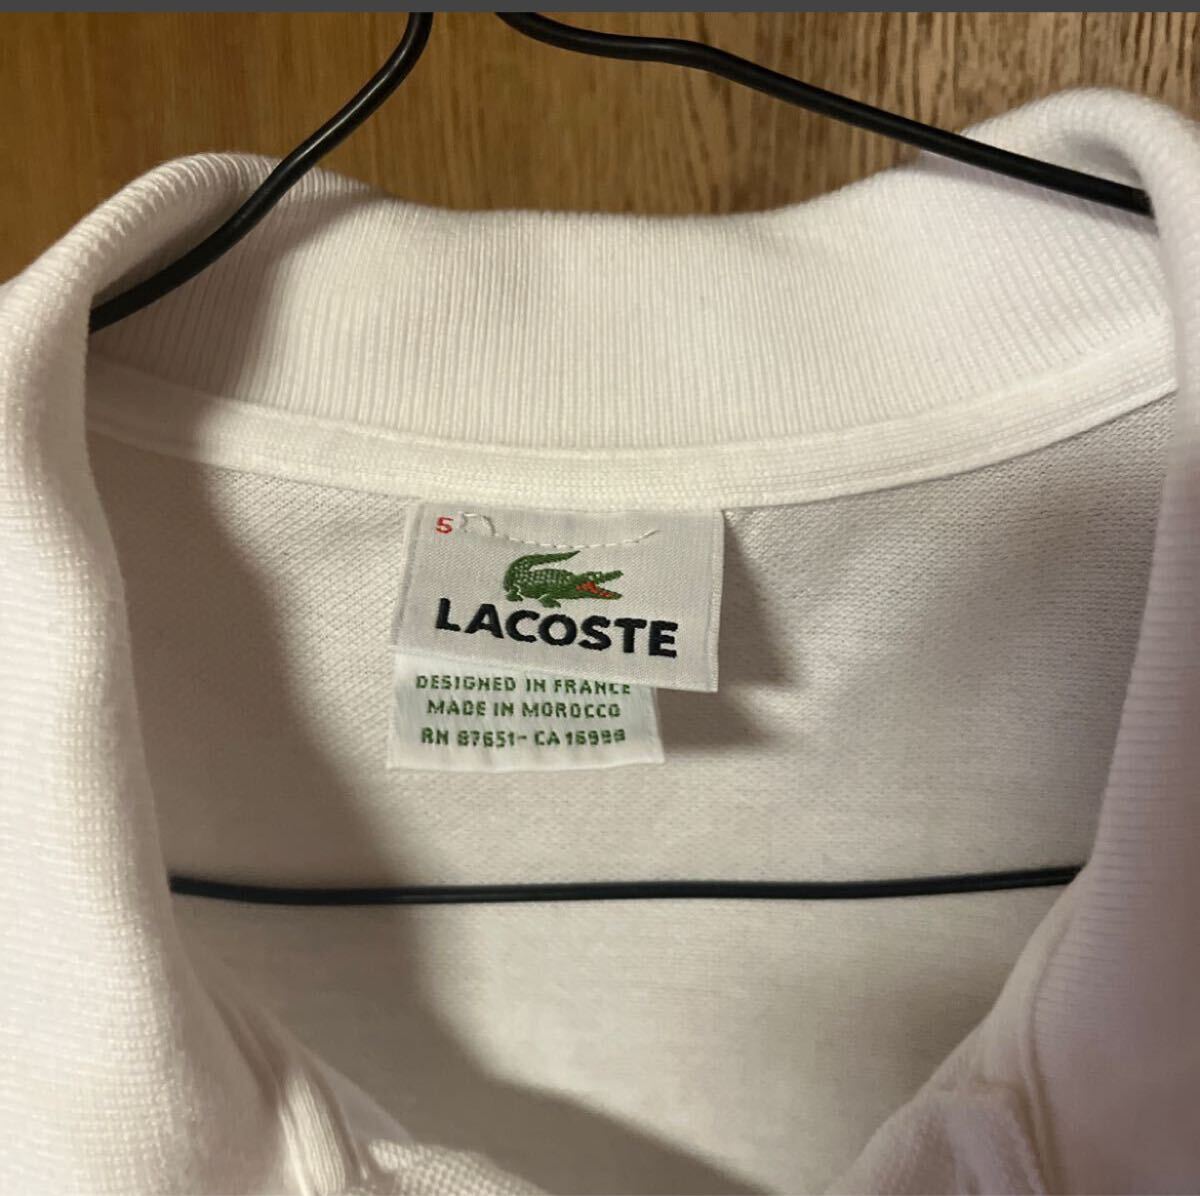 5
LACOSTE
DESIGNED IN FRANCE
MADE IN MOROCCO
RN 87651- CA 16998